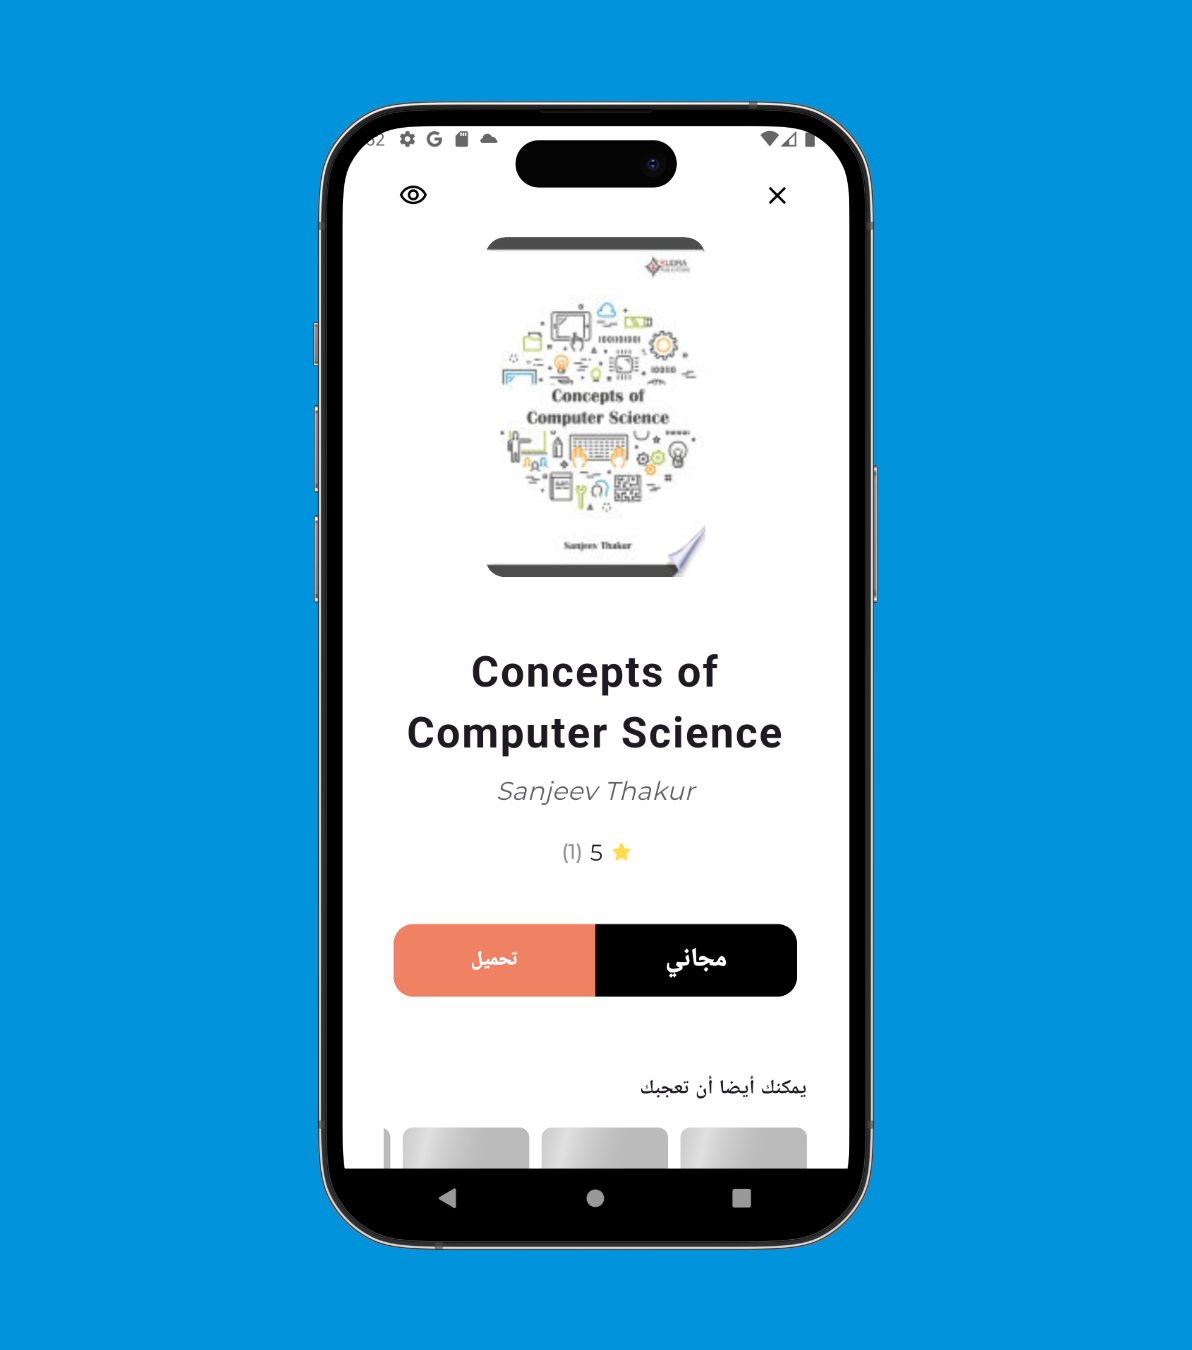 Concepts of
Computer Science
Sanjeev Thakur
Concepts of
Computer Science
Sanjeev Thakur
5 (1)
مجاني
تحميل
يمكنك أيضا أن تعجبك